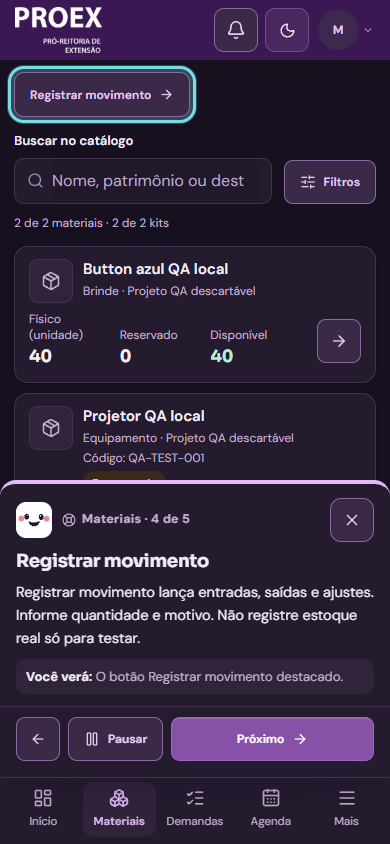 PROEX
PRÓ-REITORIA DE
EXTENSÃO
M
Registrar movimento
Buscar no catálogo
Nome, patrimônio ou dest
Filtros
2 de 2 materiais · 2 de 2 kits
Button azul QA local
Brinde · Projeto QA descartável
Físico
(unidade)
Reservado
Disponível
40
0
40
Projetor QA local
Equipamento · Projeto QA descartável
Código: QA-TEST-001
Materiais · 4 de 5
Registrar movimento
Registrar movimento lança entradas, saídas e ajustes.
Informe quantidade e motivo. Não registre estoque
real só para testar.
Você verá: O botão Registrar movimento destacado.
Pausar
Próximo
Início
Materiais
Demandas
Agenda
Mais